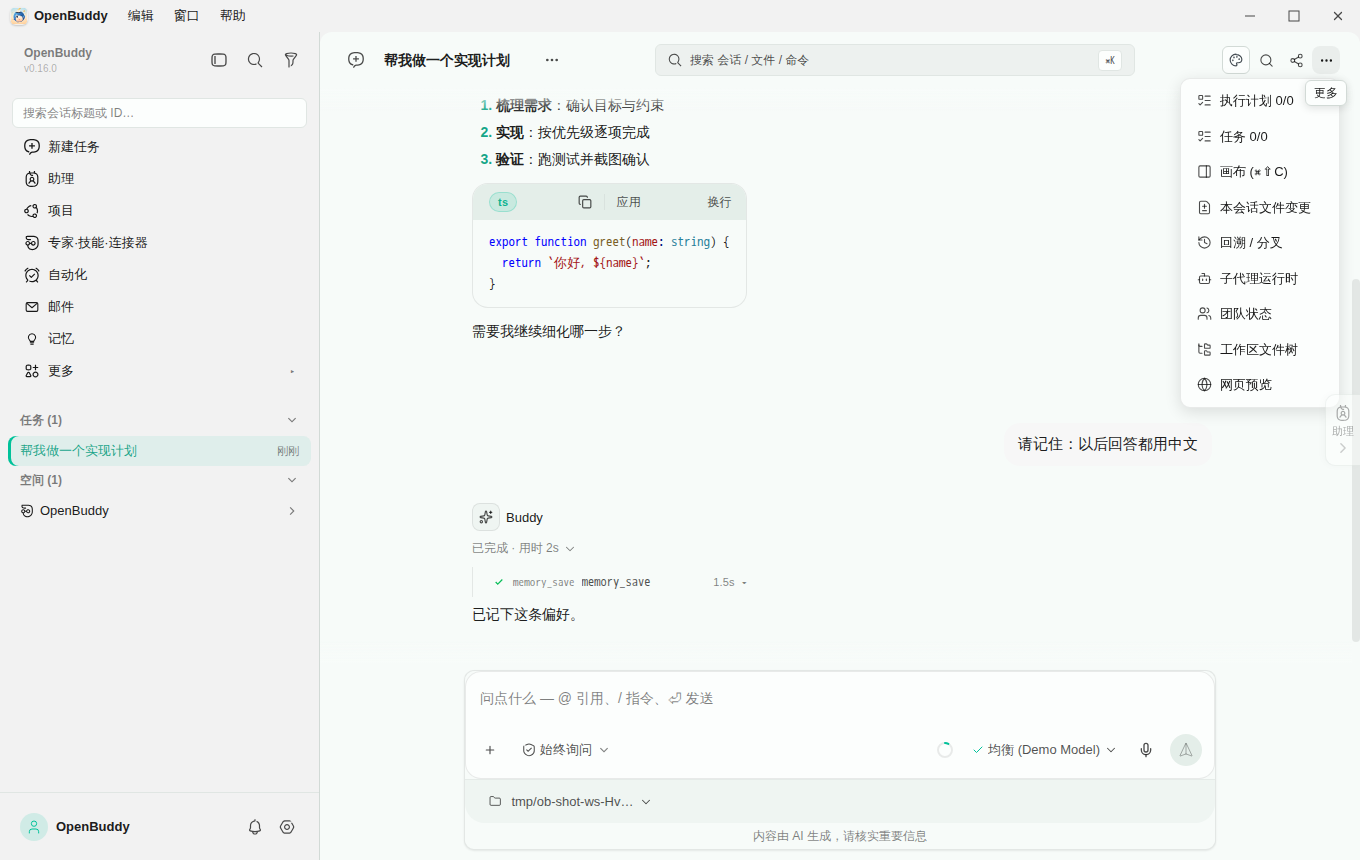 OpenBuddy 编辑 窗口 帮助
OpenBuddy
v0.16.0
搜索会话标题或 ID…
新建任务
助理
项目
专家·技能·连接器
自动化
邮件
记忆
更多
任务 (1)
帮我做一个实现计划 刚刚
空间 (1)
OpenBuddy
OpenBuddy
帮我做一个实现计划
搜索 会话 / 文件 / 命令 ⌘K
更多
执行计划 0/0
任务 0/0
画布 (⌘⇧C)
本会话文件变更
回溯 / 分叉
子代理运行时
团队状态
工作区文件树
网页预览
助理
1. 梳理需求：确认目标与约束
2. 实现：按优先级逐项完成
3. 验证：跑测试并截图确认
ts 应用 换行
export function greet(name: string) {
  return `你好, ${name}`;
}
需要我继续细化哪一步？
请记住：以后回答都用中文
Buddy
已完成 · 用时 2s
memory_save memory_save 1.5s
已记下这条偏好。
问点什么 — @ 引用、/ 指令、⏎ 发送
始终询问 均衡 (Demo Model)
tmp/ob-shot-ws-Hv…
内容由 AI 生成，请核实重要信息